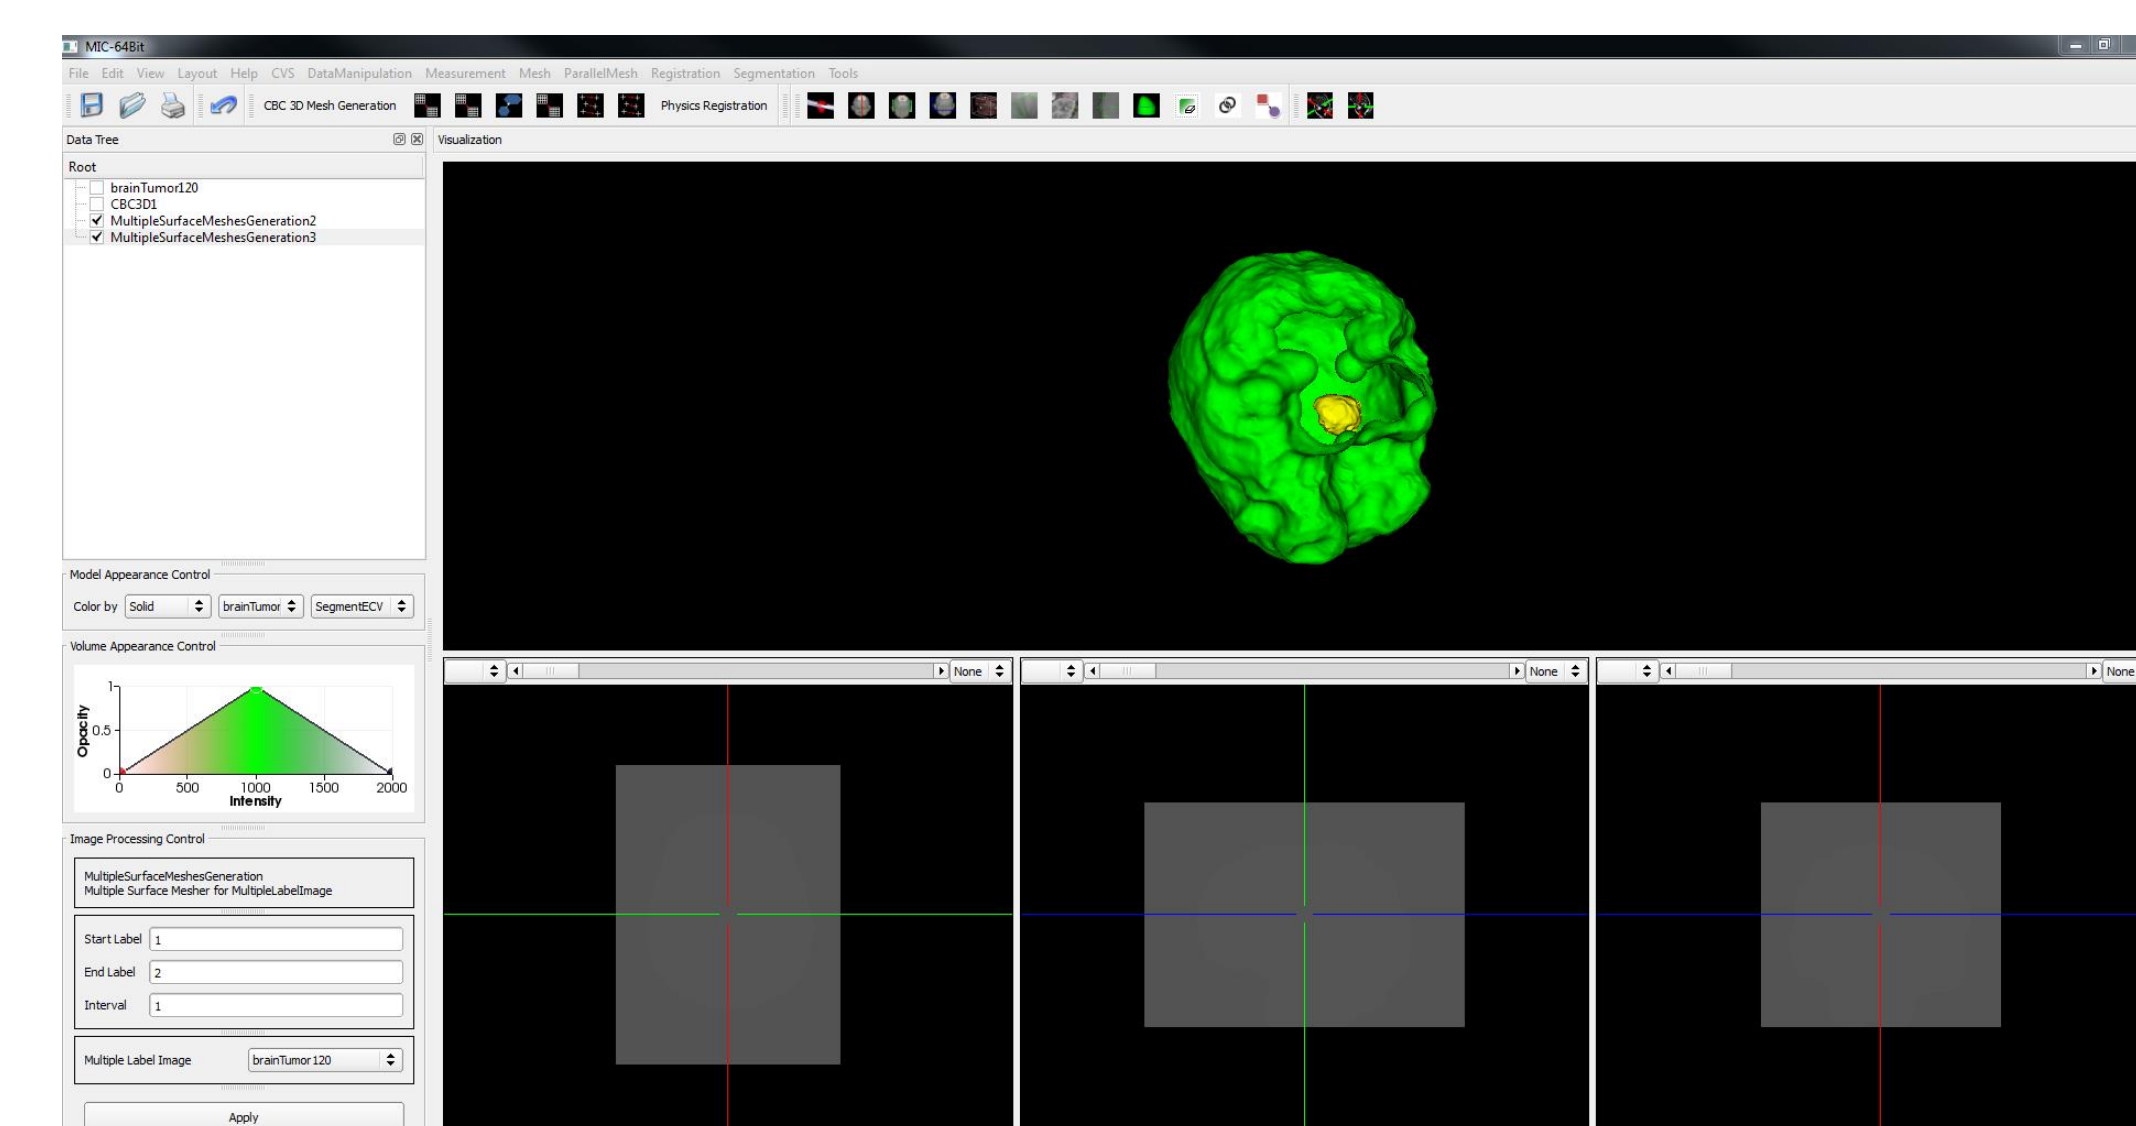 MIC-64Bit
File Edit View Layout Help CVS DataManipulation Measurement Mesh ParallelMesh Registration Segmentation Tools
CBC 3D Mesh Generation Physics Registration
Data Tree
Visualization
Root
brainTumor120
CBC3D1
MultipleSurfaceMeshesGeneration2
MultipleSurfaceMeshesGeneration3
Model Appearance Control
Color by Solid brainTumor SegmentECV
Volume Appearance Control
1
0.5
0
Opacity
0 500 1000 1500 2000
Intensity
None
None
None
Image Processing Control
MultipleSurfaceMeshesGeneration
Multiple Surface Mesher for MultipleLabelImage
Start Label 1
End Label 2
Interval 1
Multiple Label Image brainTumor120
Apply